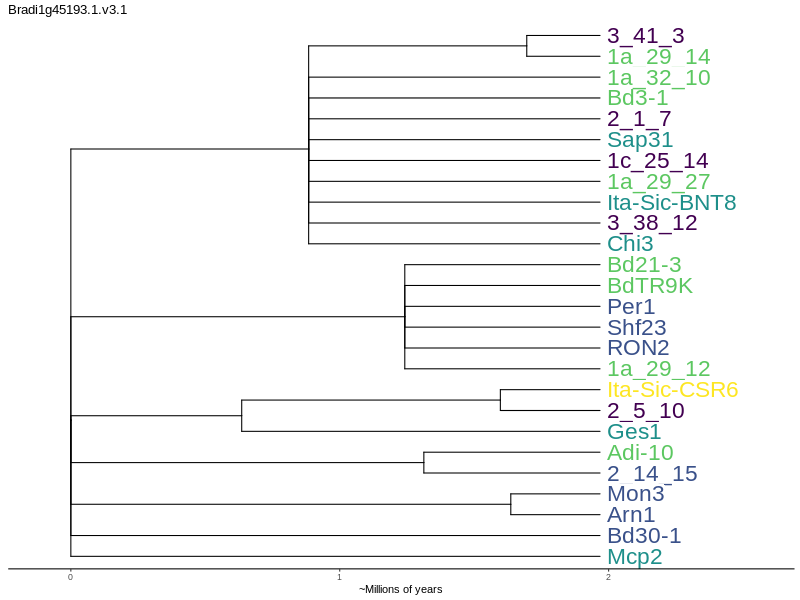 Bradi1g45193.1.v3.1
3_41_3
1a_29_14
1a_32_10
Bd3-1
2_1_7
Sap31
1c_25_14
1a_29_27
Ita-Sic-BNT8
3_38_12
Chi3
Bd21-3
BdTR9K
Per1
Shf23
RON2
1a_29_12
Ita-Sic-CSR6
2_5_10
Ges1
Adi-10
2_14_15
Mon3
Arn1
Bd30-1
Mcp2
0 1 2
~Millions of years